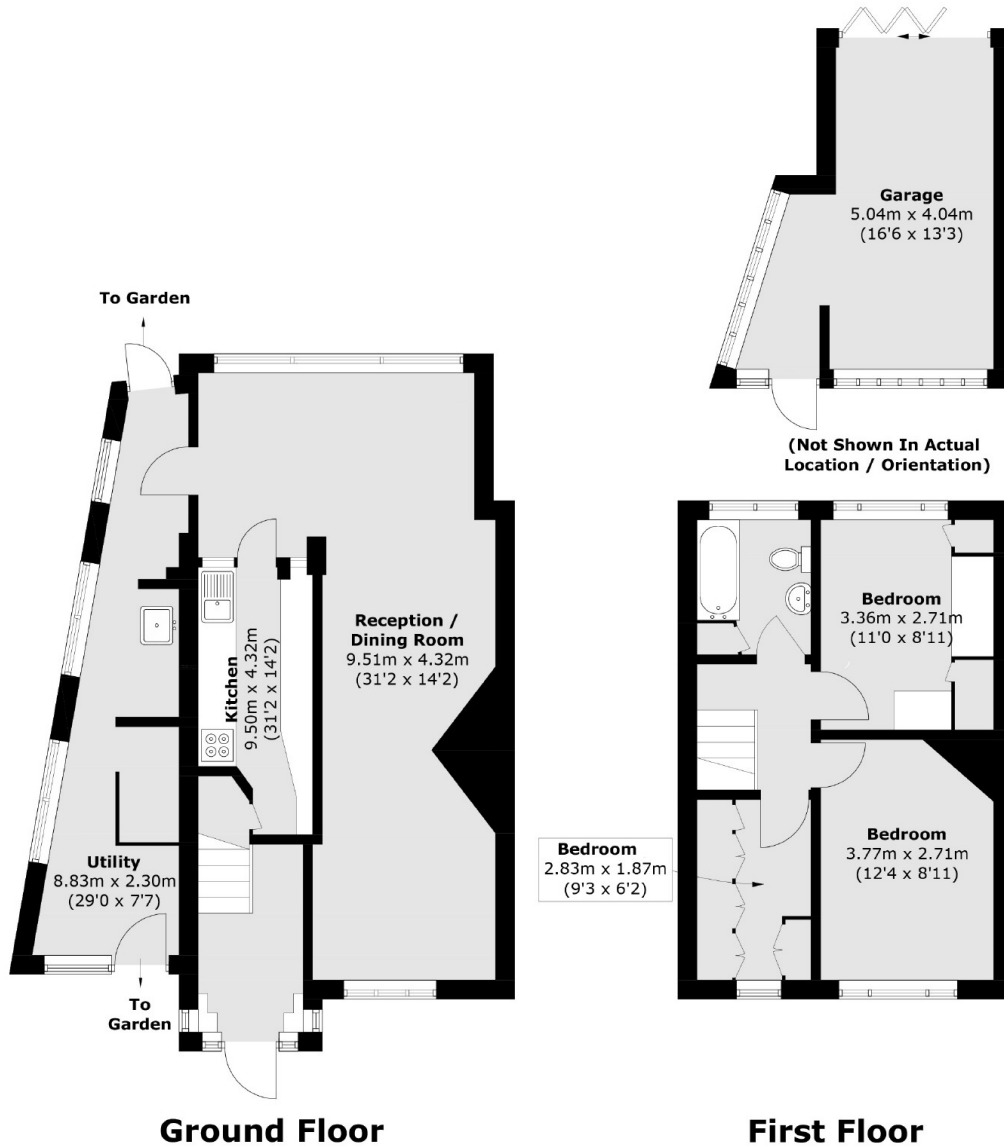 Garage
5.04m x 4.04m
(16'6 x 13'3)
(Not Shown In Actual
Location / Orientation)
To Garden
Reception /
Dining Room
9.51m x 4.32m
(31'2 x 14'2)
Kitchen
9.50m x 4.32m
(31'2 x 14'2)
Utility
8.83m x 2.30m
(29'0 x 7'7)
To
Garden
Ground Floor
Bedroom
3.36m x 2.71m
(11'0 x 8'11)
Bedroom
3.77m x 2.71m
(12'4 x 8'11)
Bedroom
2.83m x 1.87m
(9'3 x 6'2)
First Floor